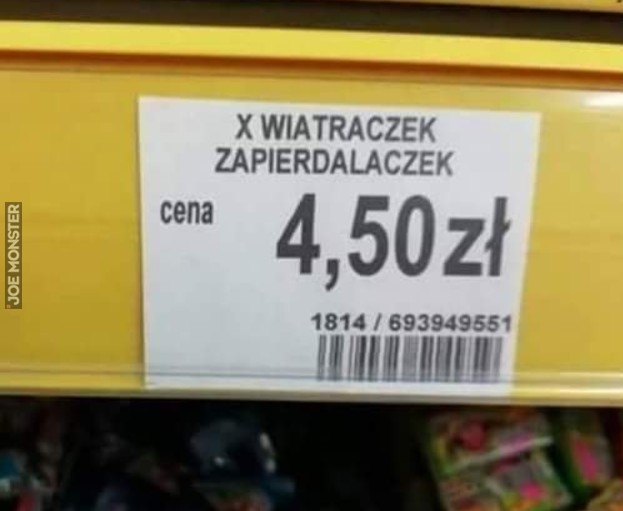 X WIATRACZEK
ZAPIERDALACZEK
cena
4,50 zł
1814 / 693949551
JOE MONSTER